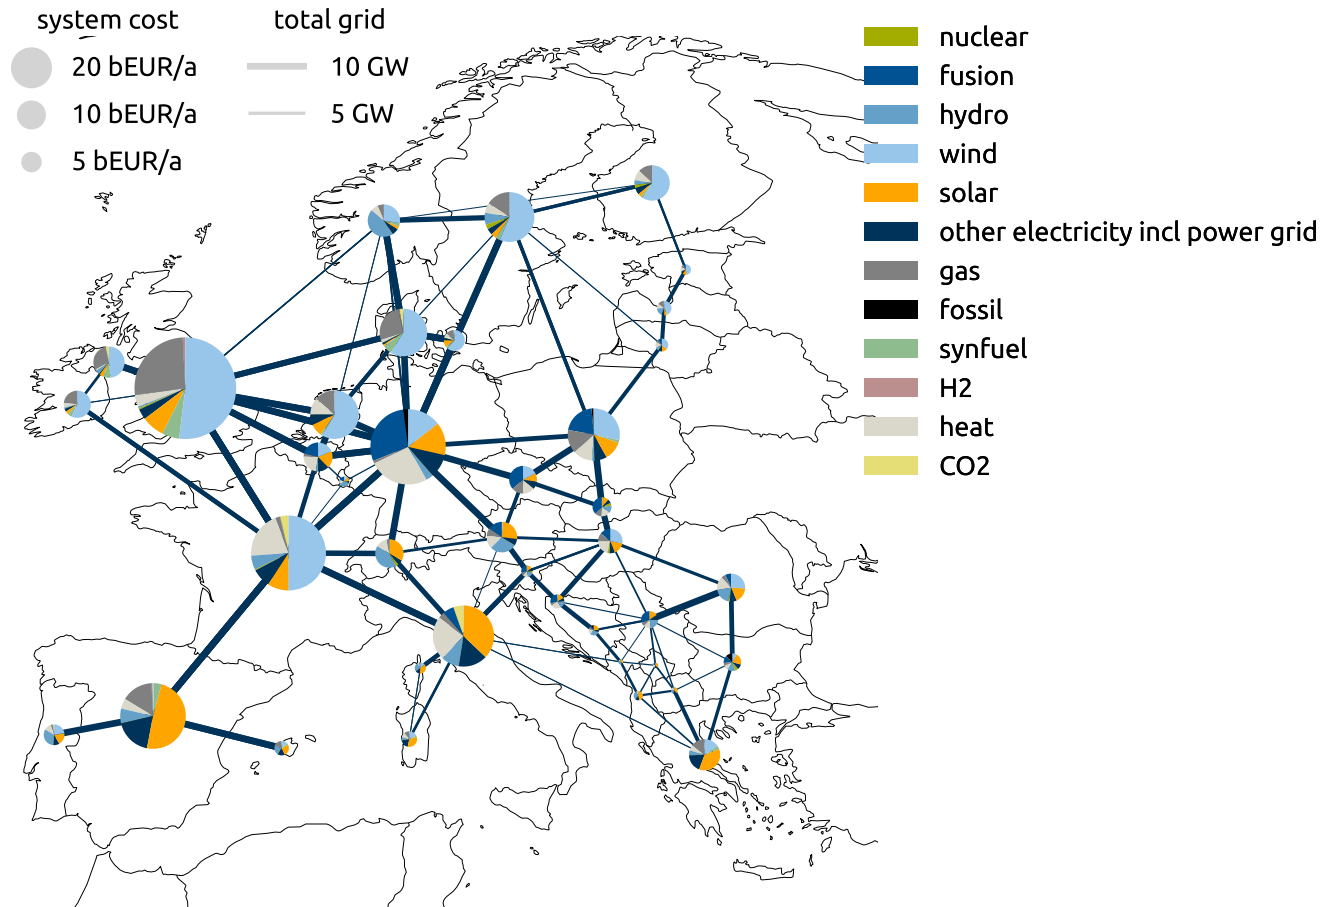 system cost
20 bEUR/a
10 bEUR/a
5 bEUR/a
total grid
10 GW
5 GW
nuclear
fusion
hydro
wind
solar
other electricity incl power grid
gas
fossil
synfuel
H2
heat
CO2